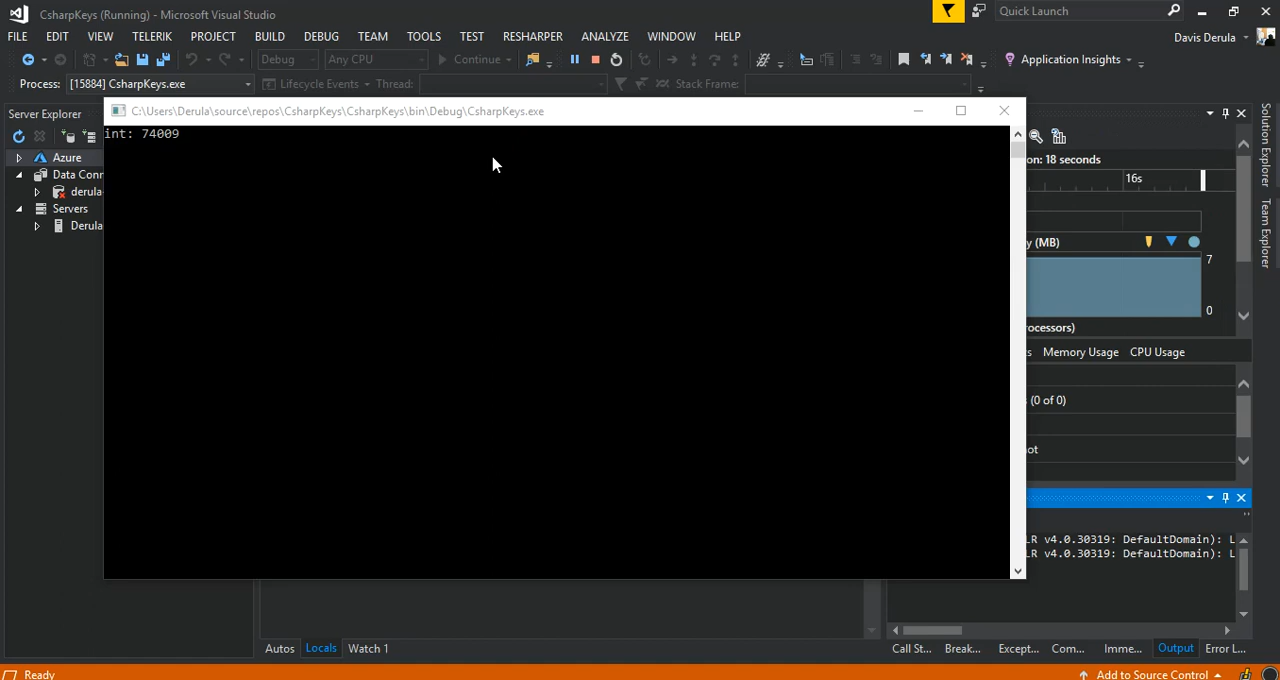 CsharpKeys (Running) - Microsoft Visual Studio
Quick Launch
FILE EDIT VIEW TELERIK PROJECT BUILD DEBUG TEAM TOOLS TEST RESHARPER ANALYZE WINDOW HELP
Davis Derula
Debug Any CPU Continue Application Insights
Process: [15884] CsharpKeys.exe Lifecycle Events Thread: Stack Frame:
Server Explorer
C:\Users\Derula\source\repos\CsharpKeys\CsharpKeys\bin\Debug\CsharpKeys.exe
int: 74009
Azure
Data Conn
derula-
Servers
Derula
on: 18 seconds
16s
y (MB)
7
0
rocessors)
s Memory Usage CPU Usage
(0 of 0)
ot
LR v4.0.30319: DefaultDomain): L
LR v4.0.30319: DefaultDomain): L
Solution Explorer
Team Explorer
Autos Locals Watch 1
Call St... Break... Except... Com... Imme... Output Error L...
Ready
Add to Source Control